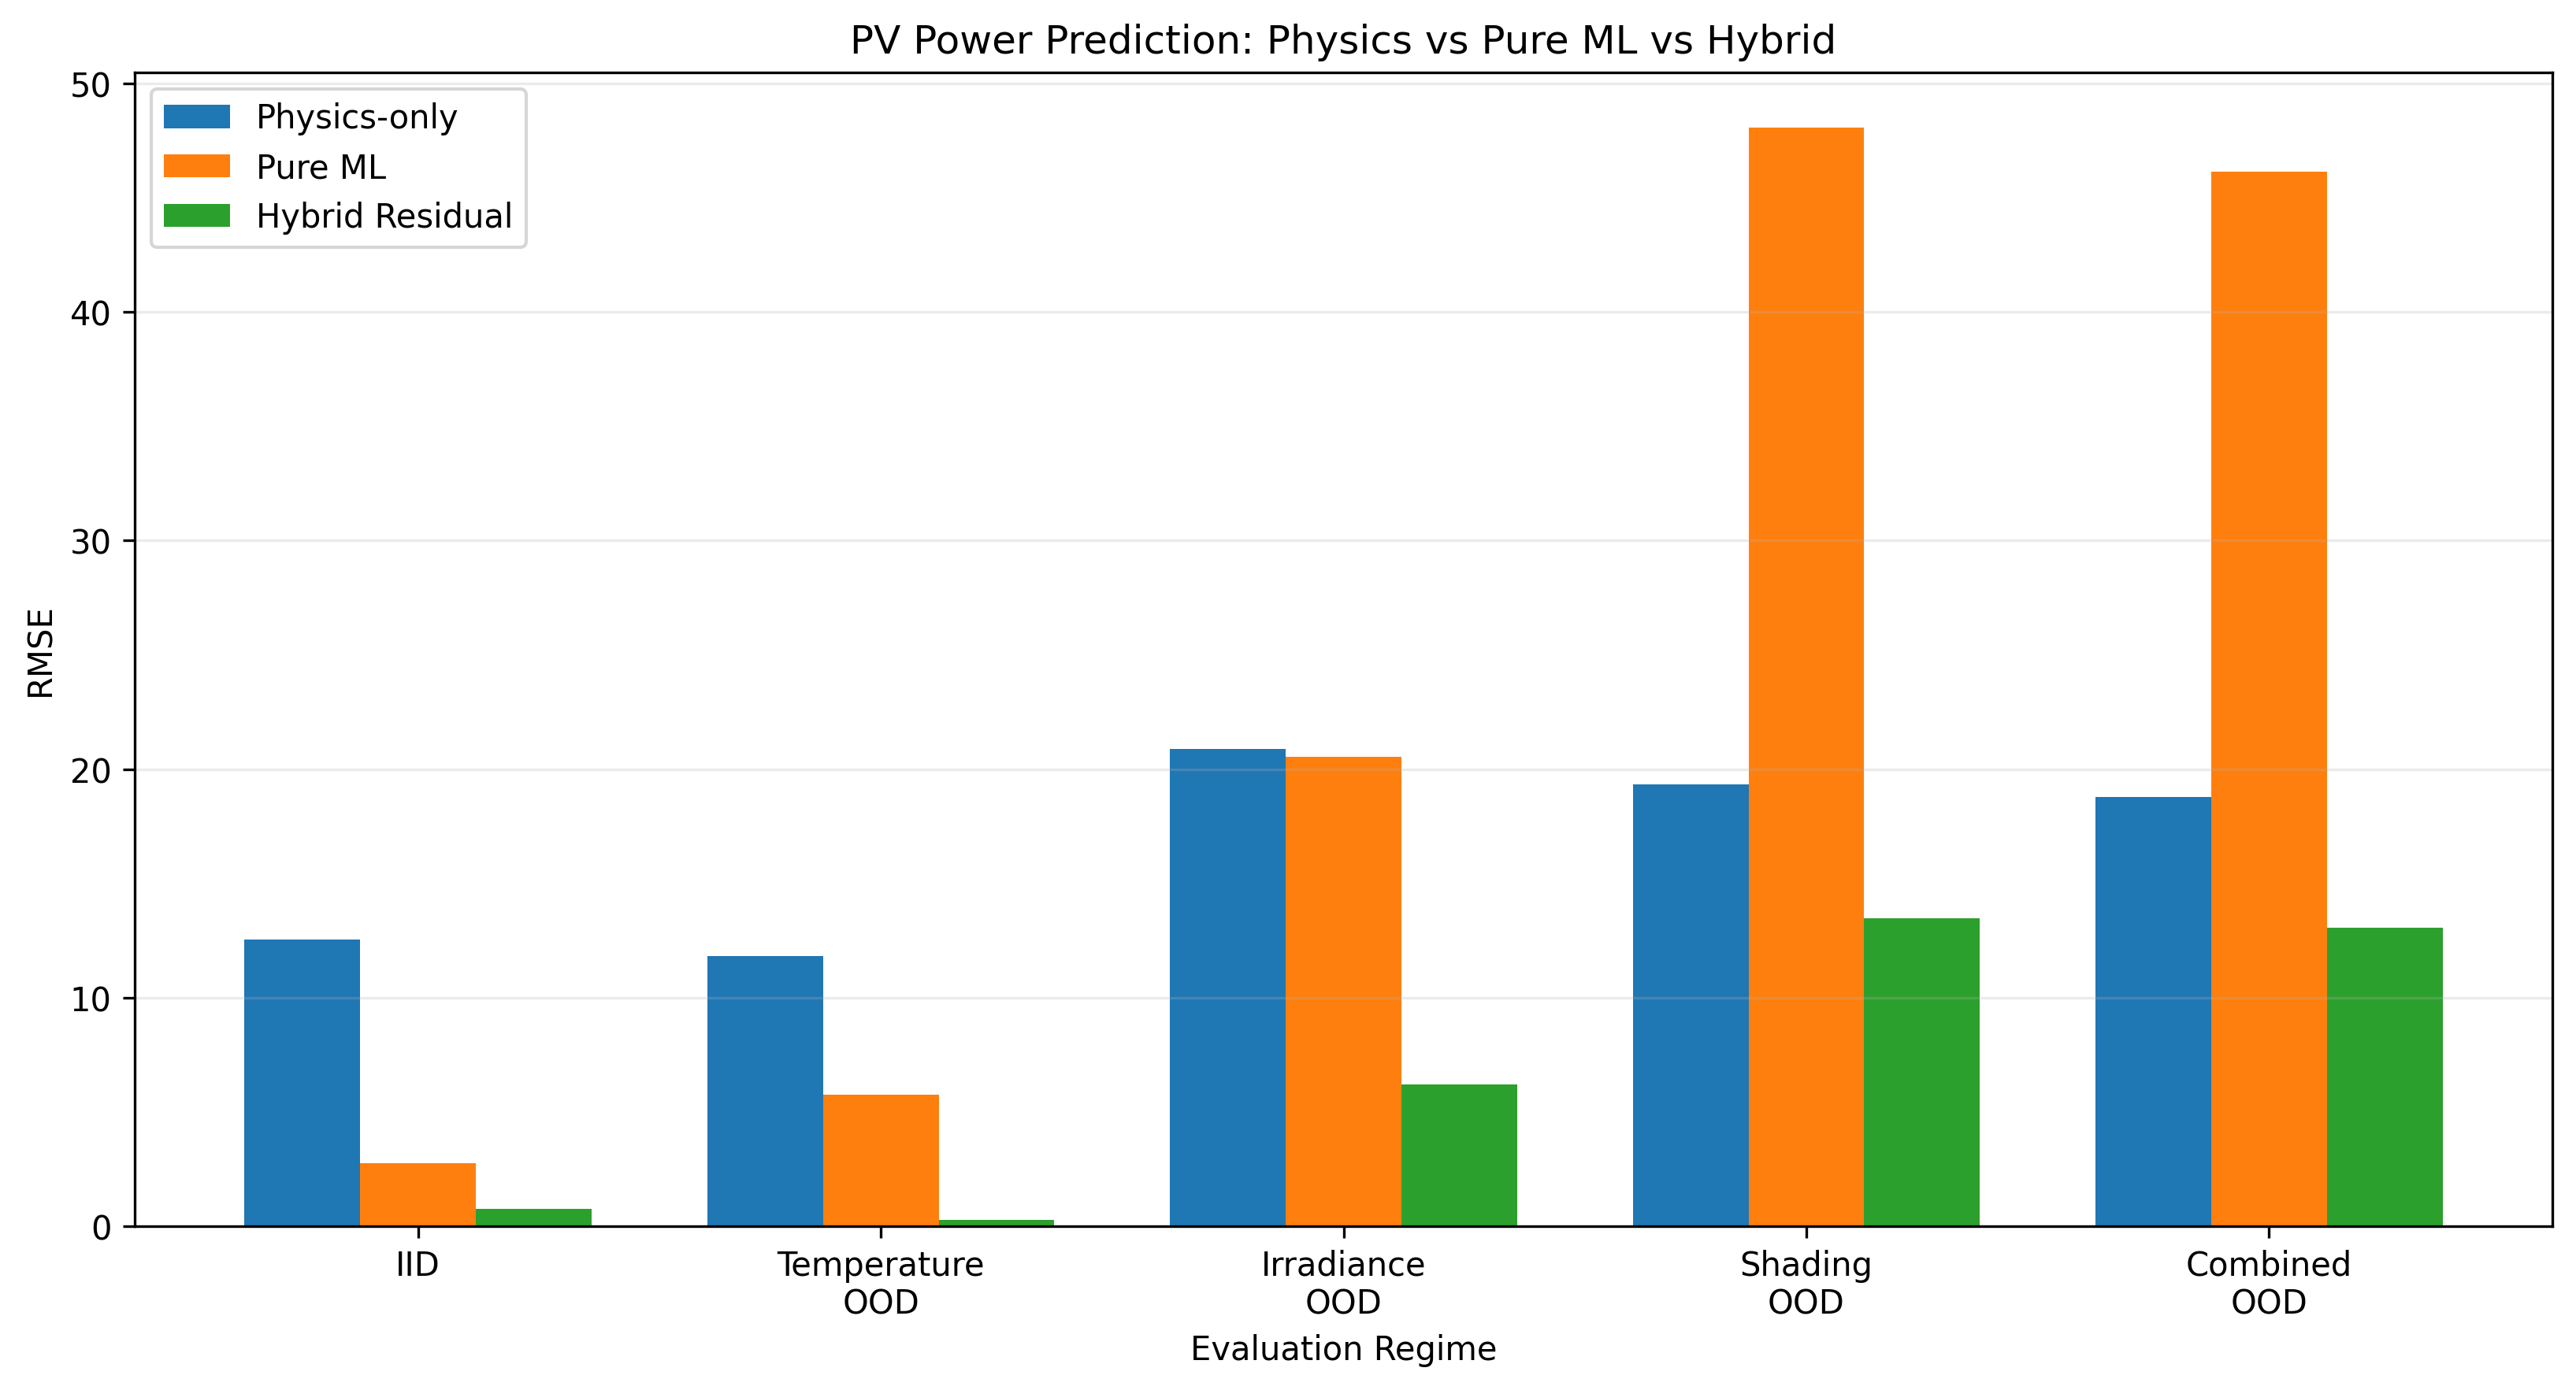 PV Power Prediction: Physics vs Pure ML vs Hybrid
Physics-only
Pure ML
Hybrid Residual
RMSE
50
40
30
20
10
0
IID
Temperature
OOD
Irradiance
OOD
Shading
OOD
Combined
OOD
Evaluation Regime